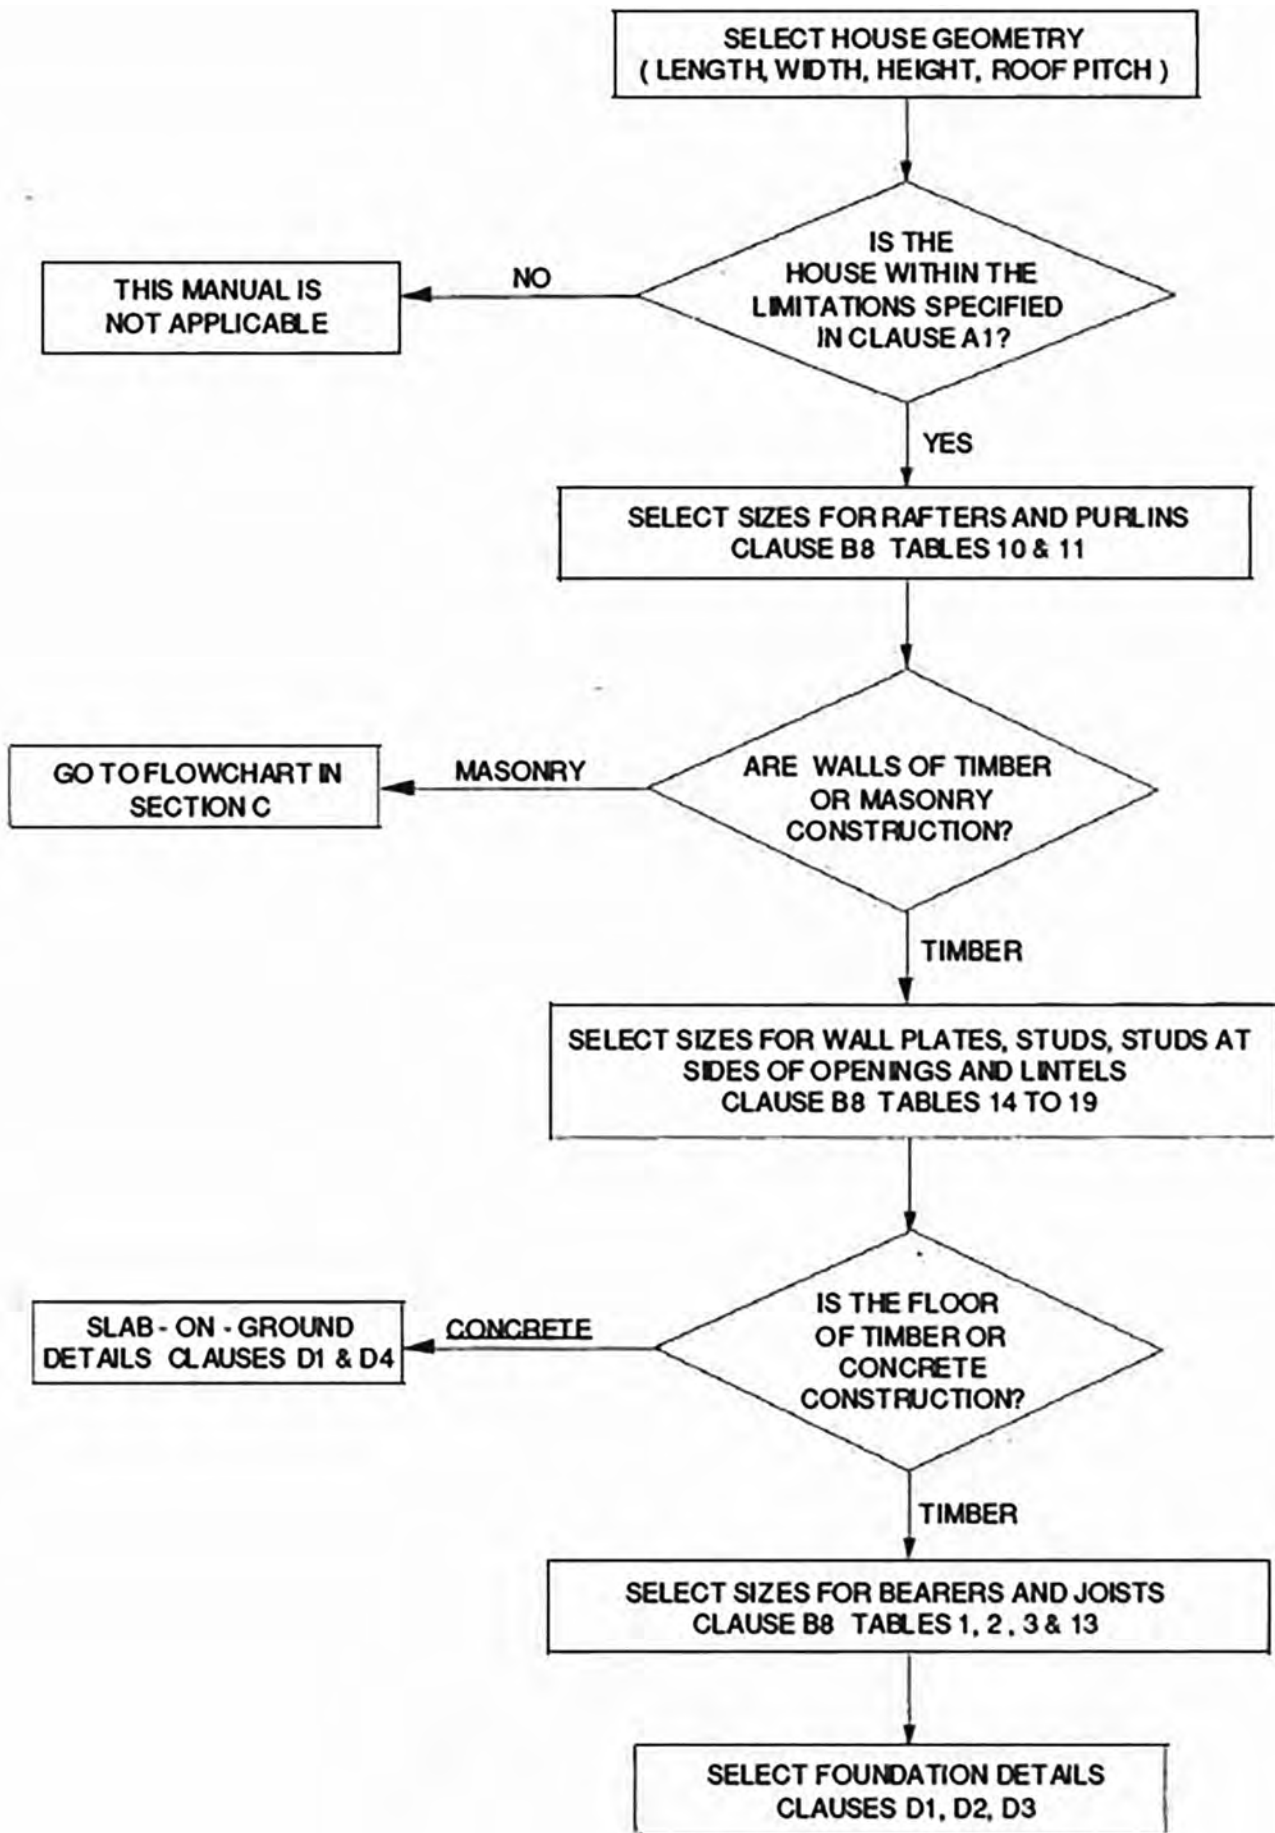 SELECT HOUSE GEOMETRY
( LENGTH, WIDTH, HEIGHT, ROOF PITCH )
IS THE
HOUSE WITHIN THE
LIMITATIONS SPECIFIED
IN CLAUSE A1?
NO
THIS MANUAL IS
NOT APPLICABLE
YES
SELECT SIZES FOR RAFTERS AND PURLINS
CLAUSE B8 TABLES 10 & 11
ARE WALLS OF TIMBER
OR MASONRY
CONSTRUCTION?
MASONRY
GO TO FLOWCHART IN
SECTION C
TIMBER
SELECT SIZES FOR WALL PLATES, STUDS, STUDS AT
SIDES OF OPENINGS AND LINTELS
CLAUSE B8 TABLES 14 TO 19
IS THE FLOOR
OF TIMBER OR
CONCRETE
CONSTRUCTION?
CONCRETE
SLAB - ON - GROUND
DETAILS CLAUSES D1 & D4
TIMBER
SELECT SIZES FOR BEARERS AND JOISTS
CLAUSE B8 TABLES 1, 2, 3 & 13
SELECT FOUNDATION DETAILS
CLAUSES D1, D2, D3